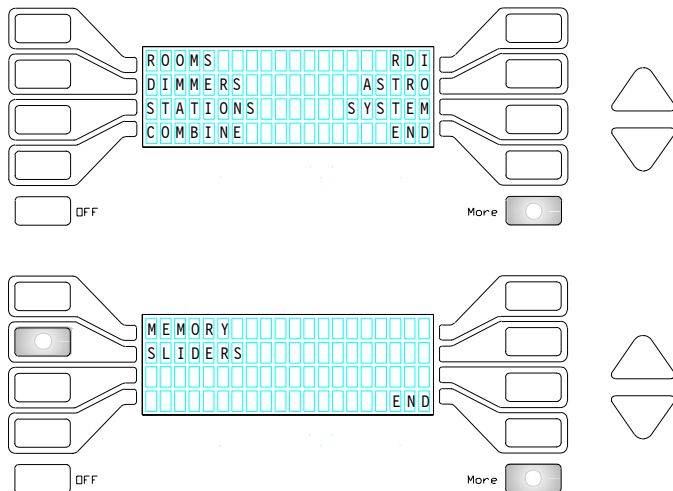 ROOMS RDI
DIMMERS ASTRO
STATIONS SYSTEM
COMBINE END
OFF More
MEMORY
SLIDERS
END
OFF More